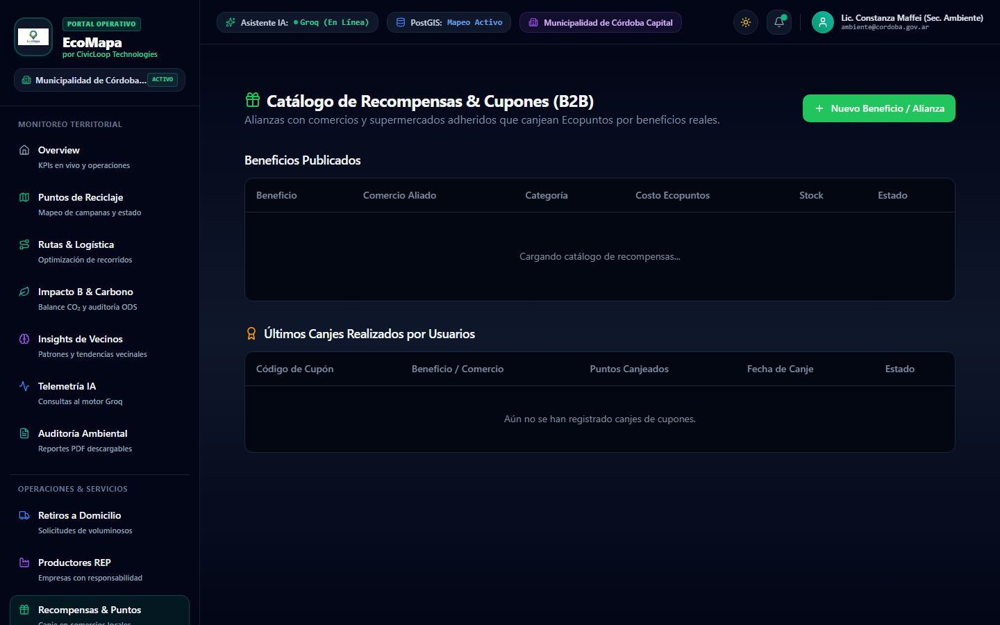 PORTAL OPERATIVO
EcoMapa
por CivicLoop Technologies
Municipalidad de Córdoba...
ACTIVO
Asistente IA: Groq (En Línea)
PostGIS: Mapeo Activo
Municipalidad de Córdoba Capital
Lic. Constanza Maffei (Sec. Ambiente)
ambiente@cordoba.gov.ar
MONITOREO TERRITORIAL
Overview
KPIs en vivo y operaciones
Puntos de Reciclaje
Mapeo de campanas y estado
Rutas & Logística
Optimización de recorridos
Impacto B & Carbono
Balance CO₂ y auditoría ODS
Insights de Vecinos
Patrones y tendencias vecinales
Telemetría IA
Consultas al motor Groq
Auditoría Ambiental
Reportes PDF descargables
OPERACIONES & SERVICIOS
Retiros a Domicilio
Solicitudes de voluminosos
Productores REP
Empresas con responsabilidad
Recompensas & Puntos
Canje en comercios locales
Catálogo de Recompensas & Cupones (B2B)
Alianzas con comercios y supermercados adheridos que canjean Ecopuntos por beneficios reales.
+ Nuevo Beneficio / Alianza
Beneficios Publicados
Beneficio Comercio Aliado Categoría Costo Ecopuntos Stock Estado
Cargando catálogo de recompensas...
Últimos Canjes Realizados por Usuarios
Código de Cupón Beneficio / Comercio Puntos Canjeados Fecha de Canje Estado
Aún no se han registrado canjes de cupones.